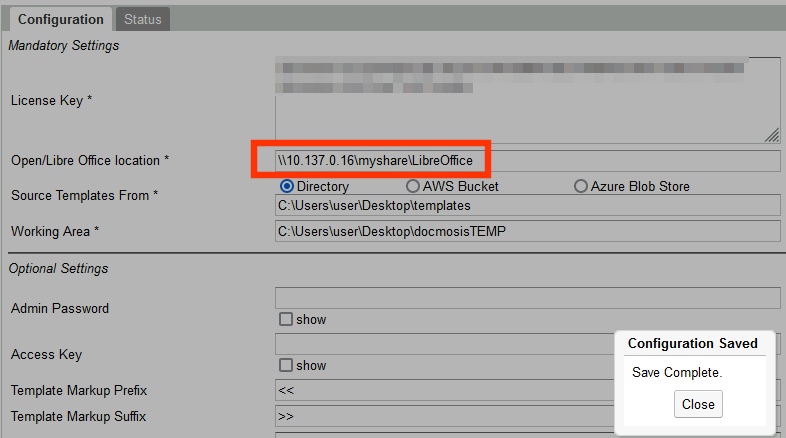 Configuration Status
Mandatory Settings
License Key *
Open/Libre Office location * \\10.137.0.16\myshare\LibreOffice
Directory AWS Bucket Azure Blob Store
Source Templates From *
C:\Users\user\Desktop\templates
Working Area * C:\Users\user\Desktop\docmosisTEMP
Optional Settings
Admin Password
show
Access Key
show
Template Markup Prefix <<
Template Markup Suffix >>
Configuration Saved
Save Complete.
Close